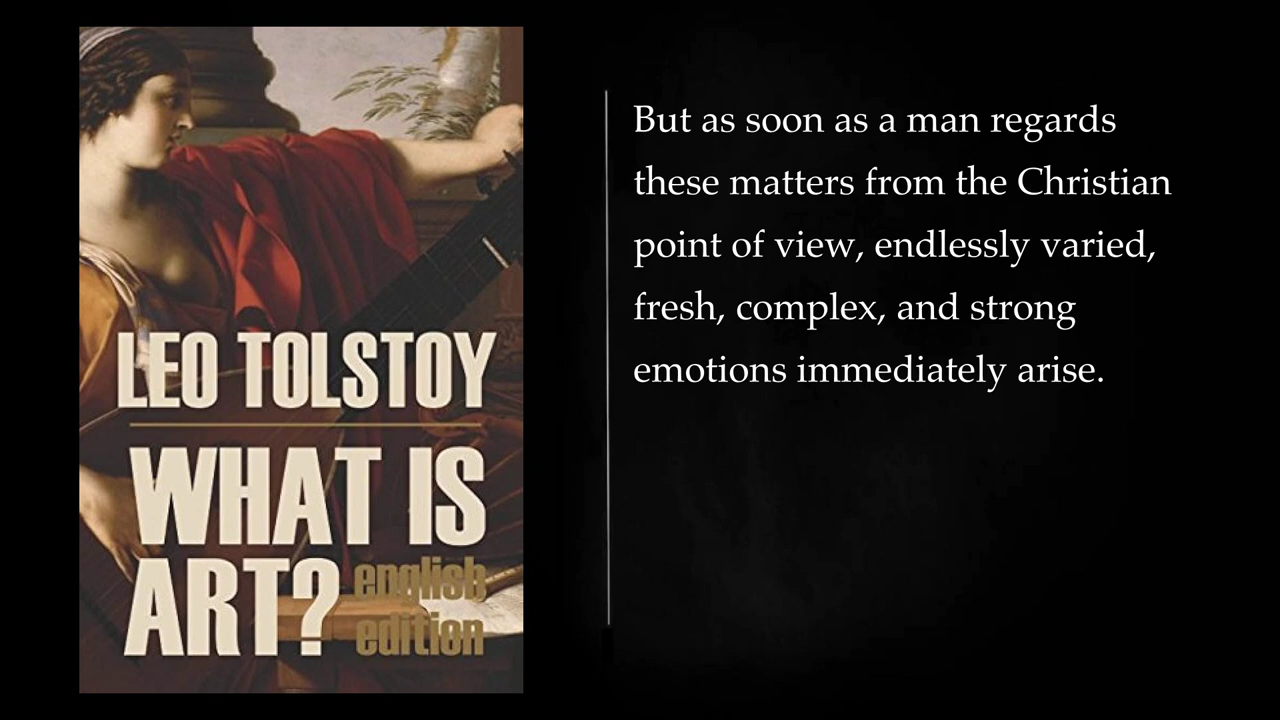 LEO TOLSTOY
WHAT IS
ART?
english
edition
But as soon as a man regards
these matters from the Christian
point of view, endlessly varied,
fresh, complex, and strong
emotions immediately arise.